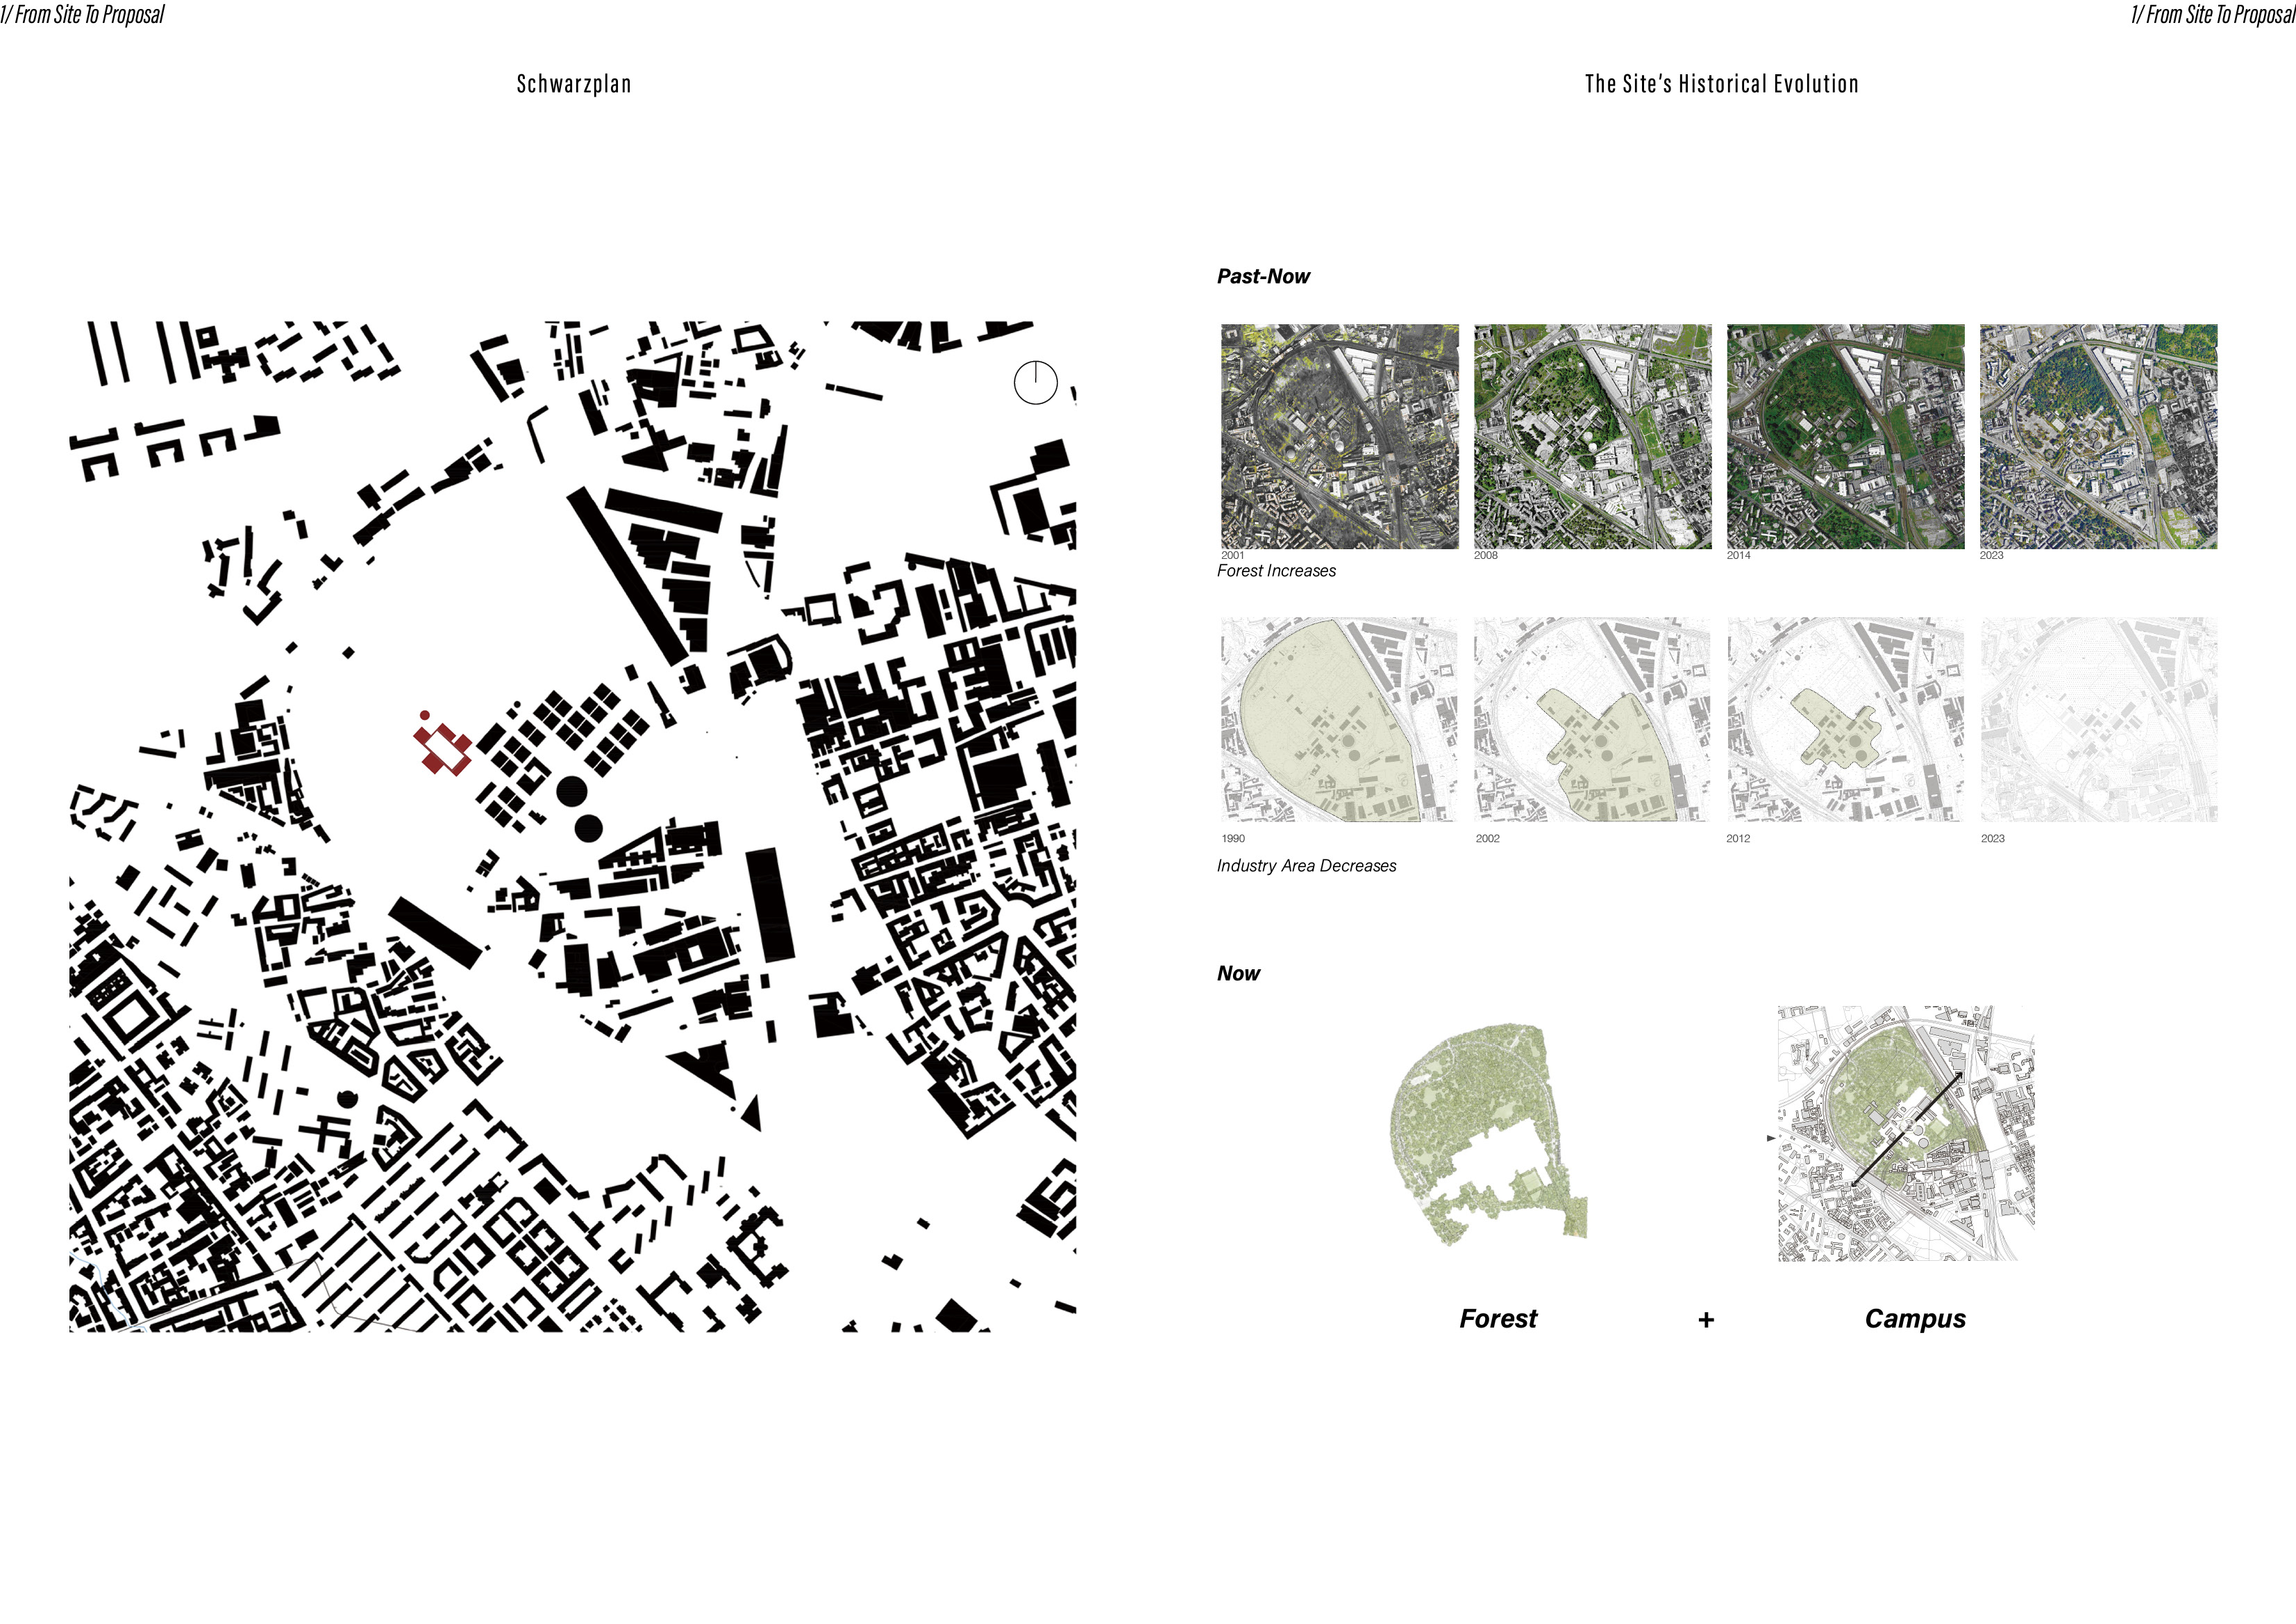 1/ From Site To Proposal
1/ From Site To Proposal
Schwarzplan
The Site's Historical Evolution
Past-Now
2001
2008
2014
2023
Forest Increases
1990
2002
2012
2023
Industry Area Decreases
Now
Forest
+
Campus